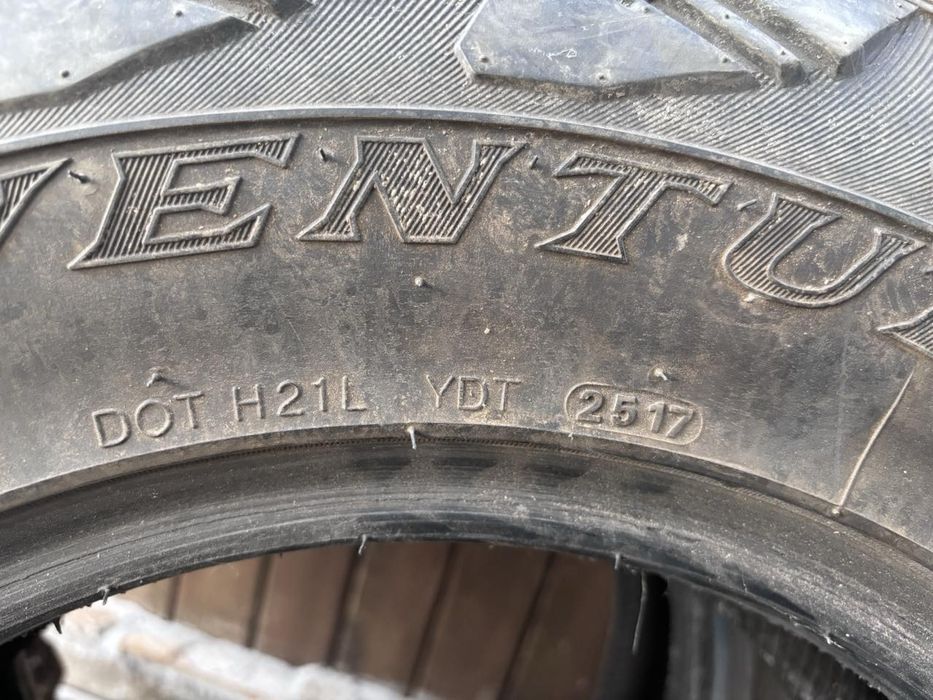 VENTU
DOT H21L YDT 2517